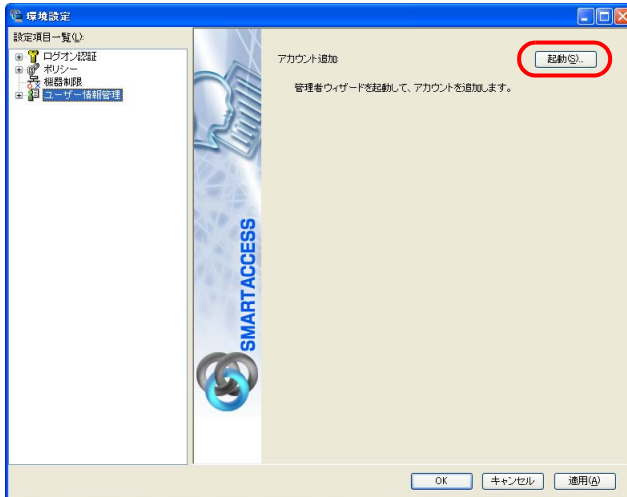 環境設定
設定項目一覧(L):
ログオン認証
ポリシー
機器制限
ユーザー情報管理
SMARTACCESS
アカウント追加
起動(S)...
管理者ウィザードを起動して、アカウントを追加します。
OK
キャンセル
適用(A)